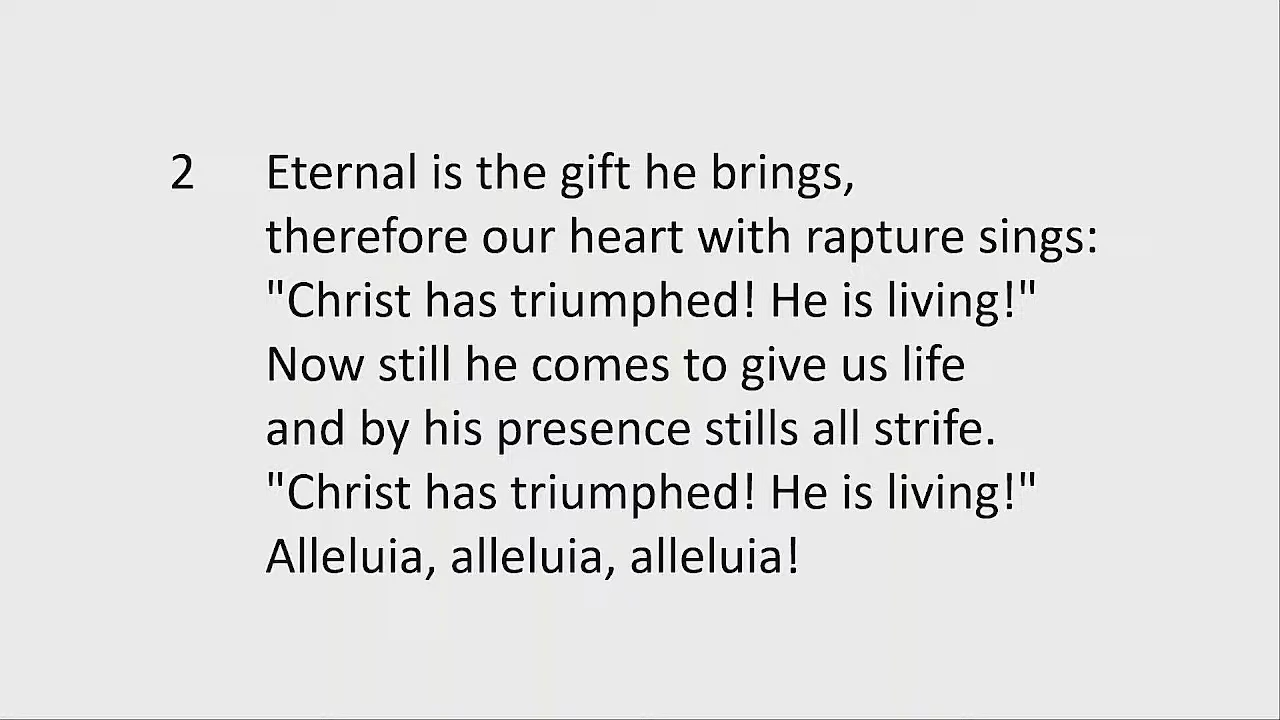 2 Eternal is the gift he brings,
therefore our heart with rapture sings:
"Christ has triumphed! He is living!"
Now still he comes to give us life
and by his presence stills all strife.
"Christ has triumphed! He is living!"
Alleluia, alleluia, alleluia!